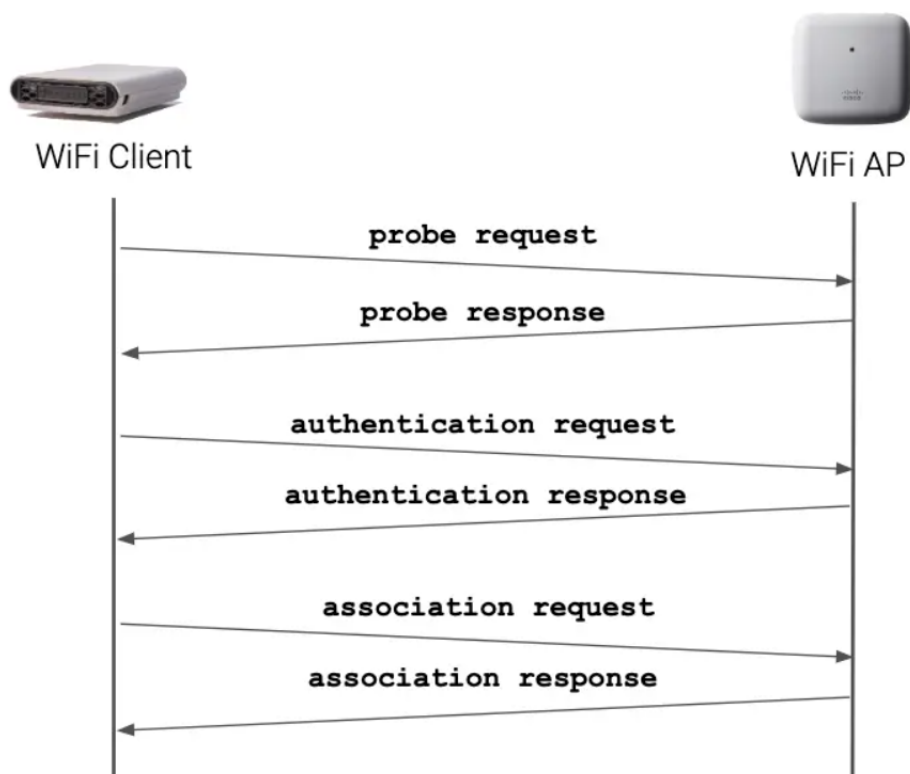 WiFi Client
WiFi AP
probe request
probe response
authentication request
authentication response
association request
association response